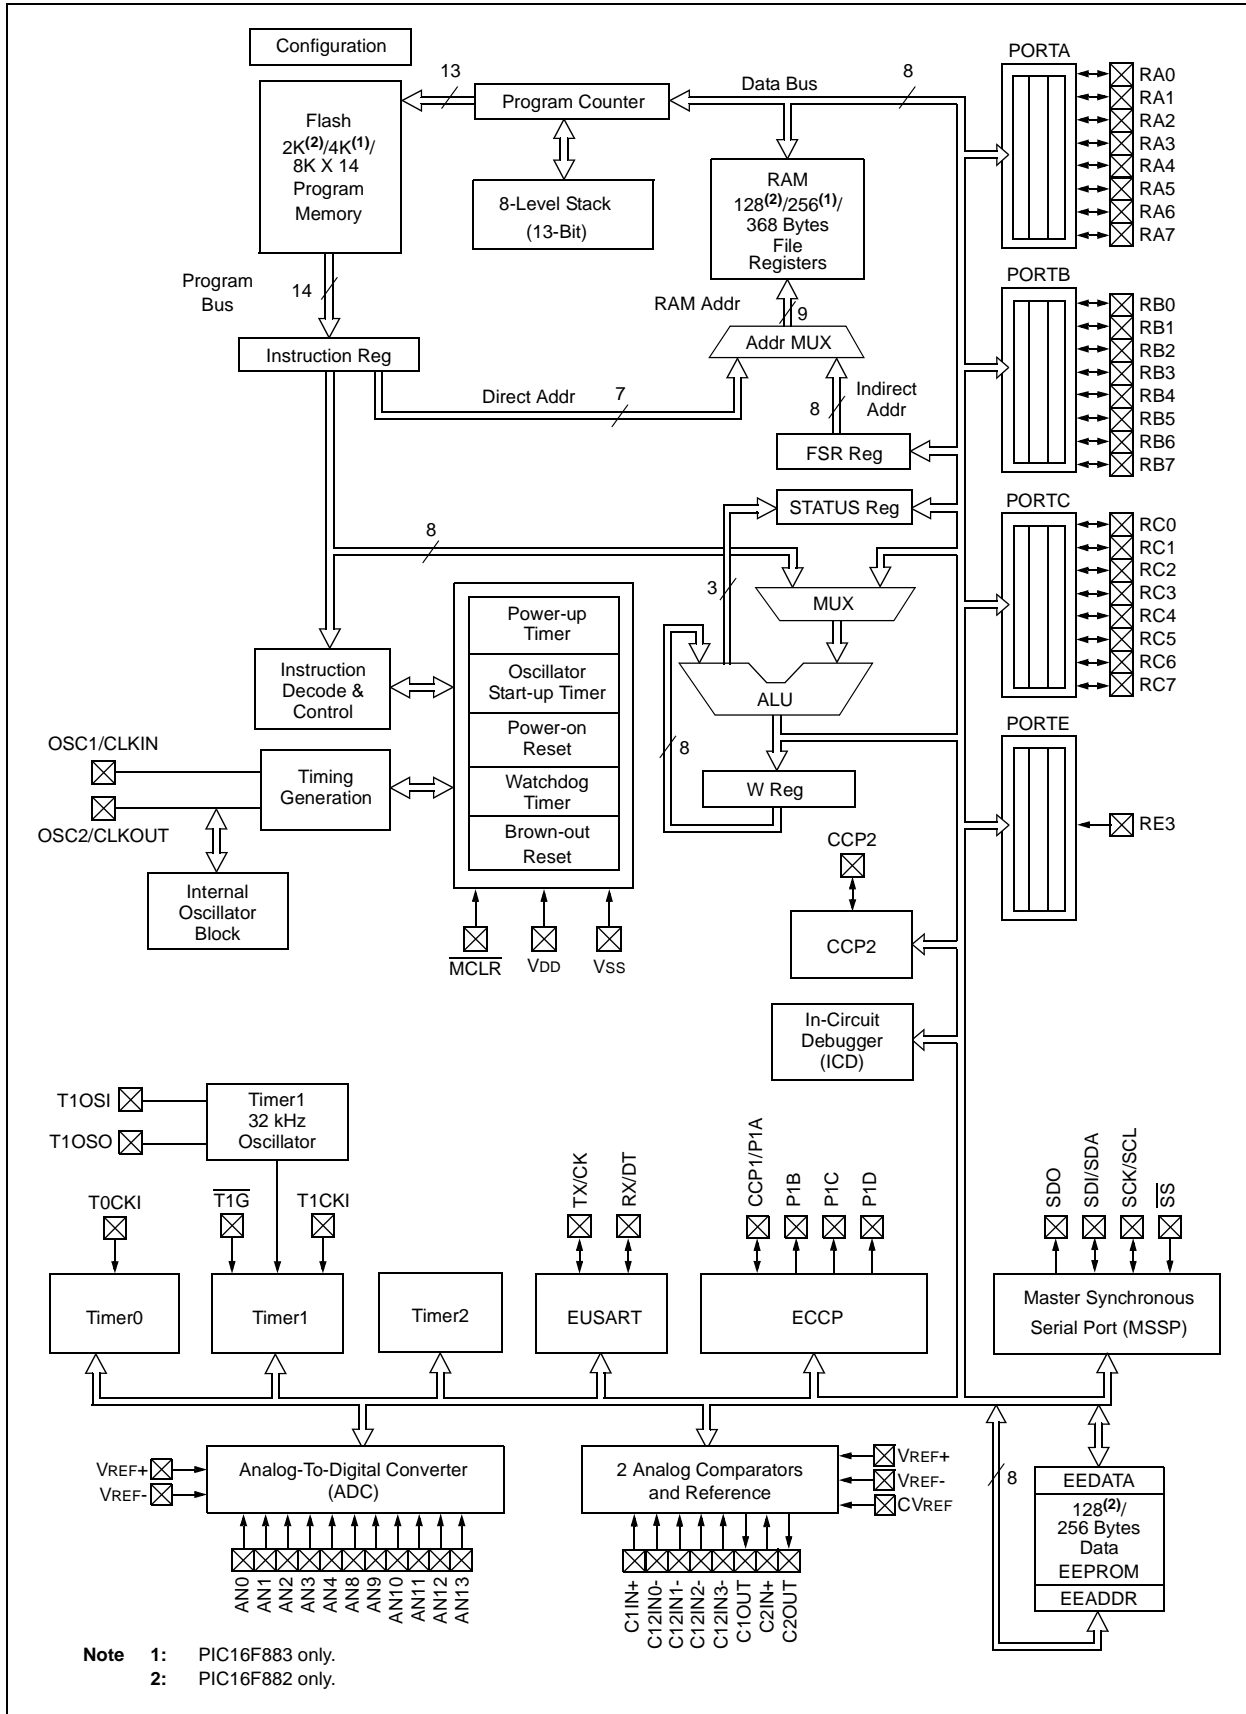 Configuration
PORTA
13
Data Bus
8
RA0
RA1
RA2
RA3
RA4
RA5
RA6
RA7
Flash
2K(2)/4K(1)/
8K X 14
Program
Memory
Program Counter
8-Level Stack
(13-Bit)
RAM
128(2)/256(1)/
368 Bytes
File
Registers
Program
Bus
14
RAM Addr
9
PORTB
RB0
RB1
RB2
RB3
RB4
RB5
RB6
RB7
Instruction Reg
Addr MUX
Direct Addr
7
8
Indirect
Addr
FSR Reg
STATUS Reg
PORTC
RC0
RC1
RC2
RC3
RC4
RC5
RC6
RC7
8
3
MUX
Power-up
Timer
Oscillator
Start-up Timer
Power-on
Reset
Watchdog
Timer
Brown-out
Reset
Instruction
Decode &
Control
ALU
8
W Reg
PORTE
RE3
OSC1/CLKIN
OSC2/CLKOUT
Timing
Generation
Internal
Oscillator
Block
MCLR
VDD
VSS
CCP2
CCP2
In-Circuit
Debugger
(ICD)
T1OSI
T1OSO
Timer1
32 kHz
Oscillator
T0CKI
T1G
T1CKI
TX/CK
RX/DT
CCP1/P1A
P1B
P1C
P1D
SDO
SDI/SDA
SCK/SCL
SS
Timer0
Timer1
Timer2
EUSART
ECCP
Master Synchronous
Serial Port (MSSP)
VREF+
VREF-
Analog-To-Digital Converter
(ADC)
2 Analog Comparators
and Reference
VREF+
VREF-
CVREF
8
EEDATA
128(2)/
256 Bytes
Data
EEPROM
EEADDR
AN0
AN1
AN2
AN3
AN4
AN8
AN9
AN10
AN11
AN12
AN13
C1IN+
C12IN0-
C12IN1-
C12IN2-
C12IN3-
C1OUT
C2IN+
C2OUT
Note 1: PIC16F883 only.
2: PIC16F882 only.